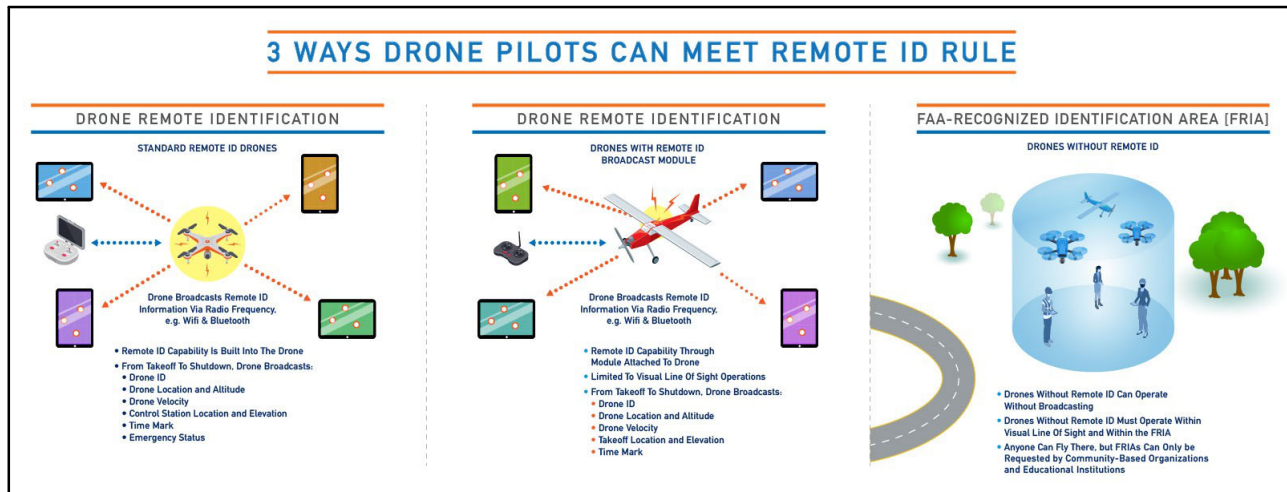 3 WAYS DRONE PILOTS CAN MEET REMOTE ID RULE
DRONE REMOTE IDENTIFICATION
STANDARD REMOTE ID DRONES
Drone Broadcasts Remote ID
Information Via Radio Frequency,
e.g. Wifi & Bluetooth
• Remote ID Capability Is Built Into The Drone
• From Takeoff To Shutdown, Drone Broadcasts:
• Drone ID
• Drone Location and Altitude
• Drone Velocity
• Control Station Location and Elevation
• Time Mark
• Emergency Status
DRONE REMOTE IDENTIFICATION
DRONES WITH REMOTE ID
BROADCAST MODULE
Drone Broadcasts Remote ID
Information Via Radio Frequency,
e.g. Wifi & Bluetooth
• Remote ID Capability Through
Module Attached To Drone
• Limited To Visual Line Of Sight Operations
• From Takeoff To Shutdown, Drone Broadcasts:
• Drone ID
• Drone Location and Altitude
• Drone Velocity
• Takeoff Location and Elevation
• Time Mark
FAA-RECOGNIZED IDENTIFICATION AREA [FRIA]
DRONES WITHOUT REMOTE ID
• Drones Without Remote ID Can Operate
Without Broadcasting
• Drones Without Remote ID Must Operate Within
Visual Line Of Sight and Within the FRIA
• Anyone Can Fly There, but FRIAs Can Only be
Requested by Community-Based Organizations
and Educational Institutions